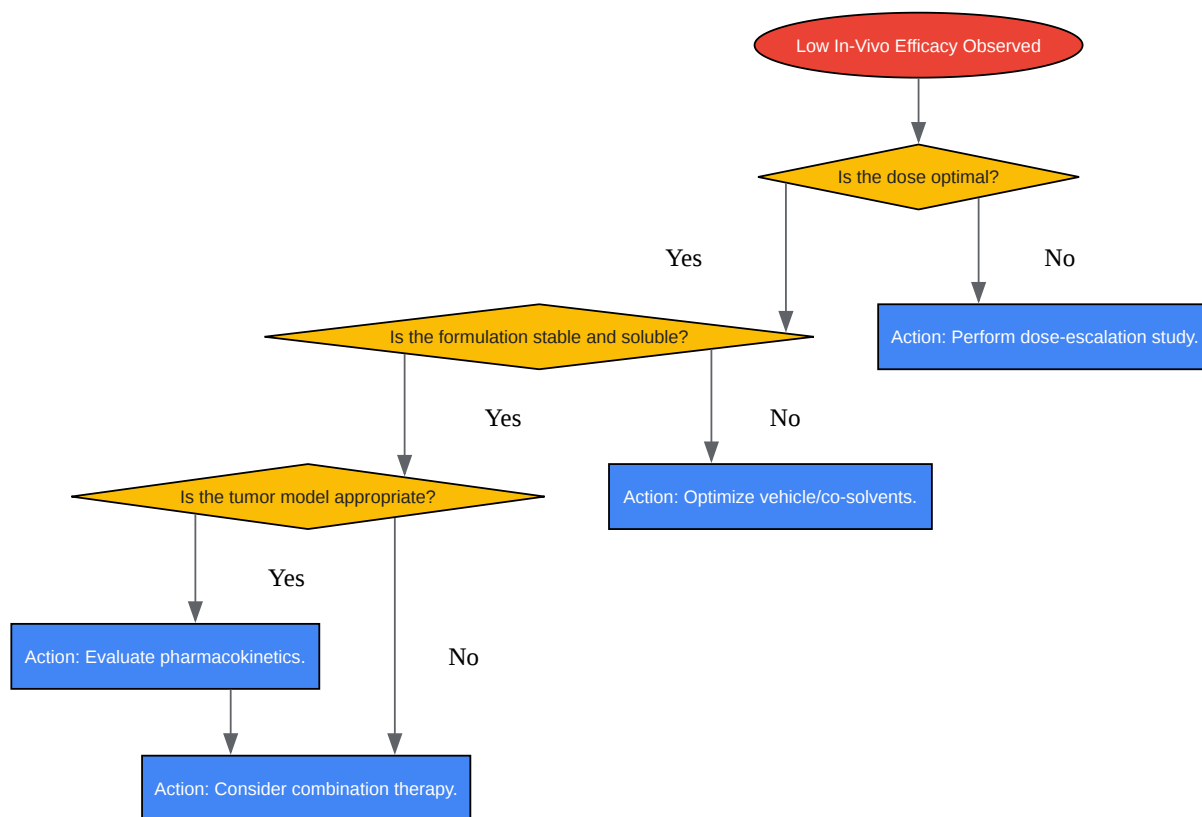 Low In-Vivo Efficacy Observed
Is the dose optimal?
Yes
No
Is the formulation stable and soluble?
Action: Perform dose-escalation study.
Yes
No
Is the tumor model appropriate?
Action: Optimize vehicle/co-solvents.
Yes
No
Action: Evaluate pharmacokinetics.
Action: Consider combination therapy.